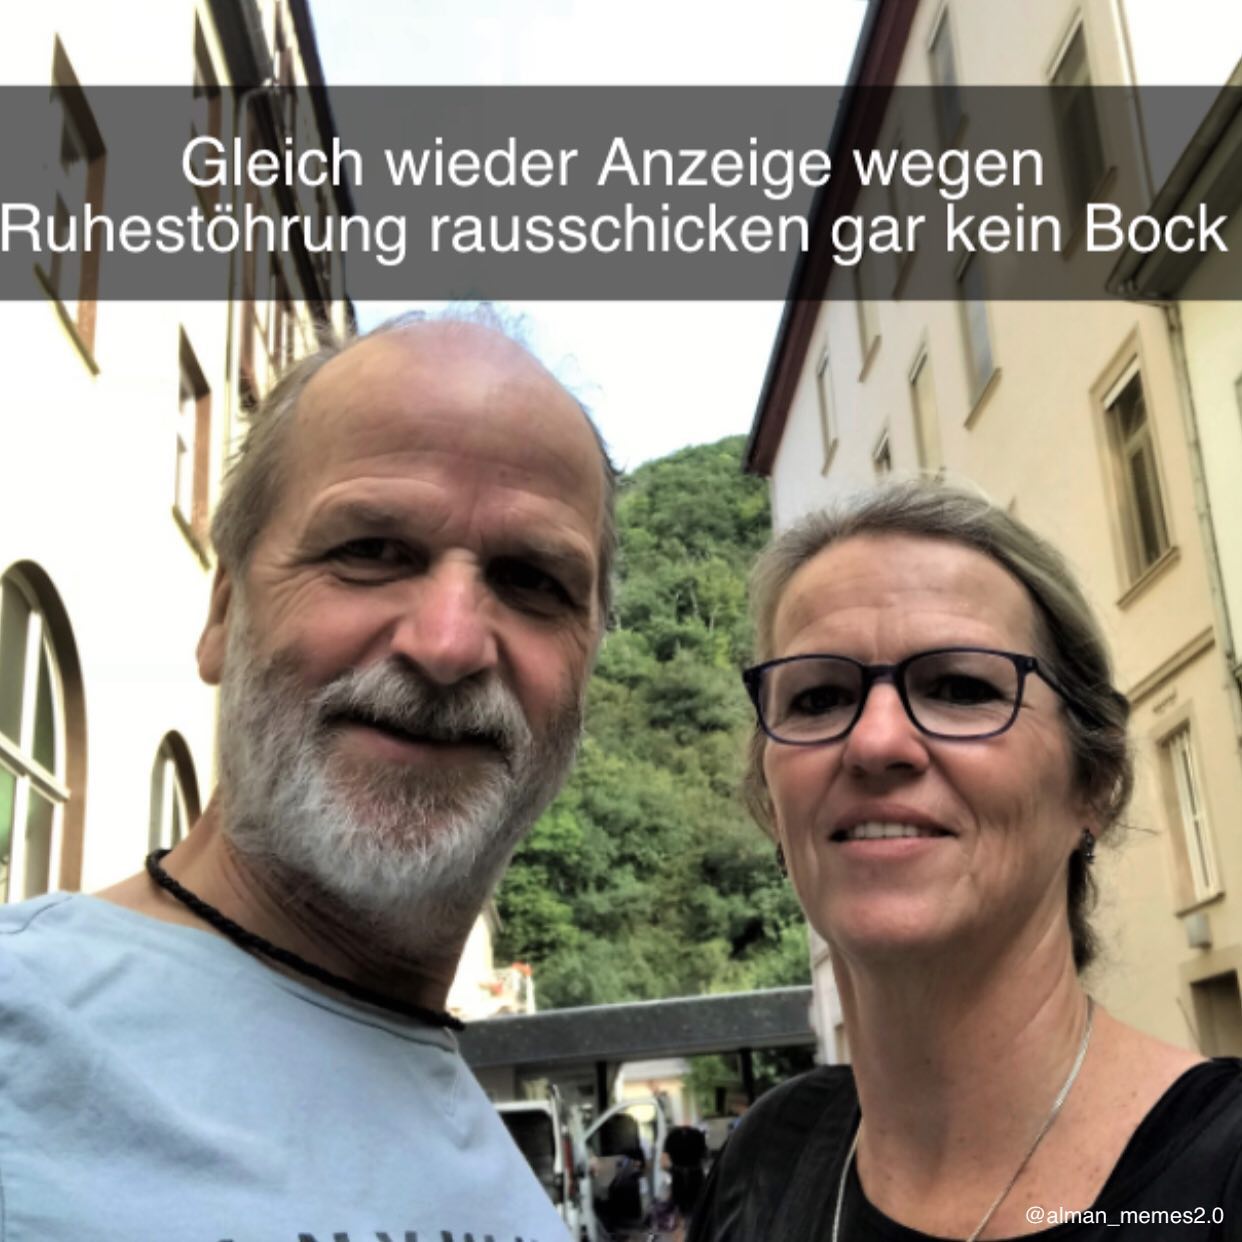 Gleich wieder Anzeige wegen
Ruhestöhrung rausschicken gar kein Bock
@alman_memes2.0